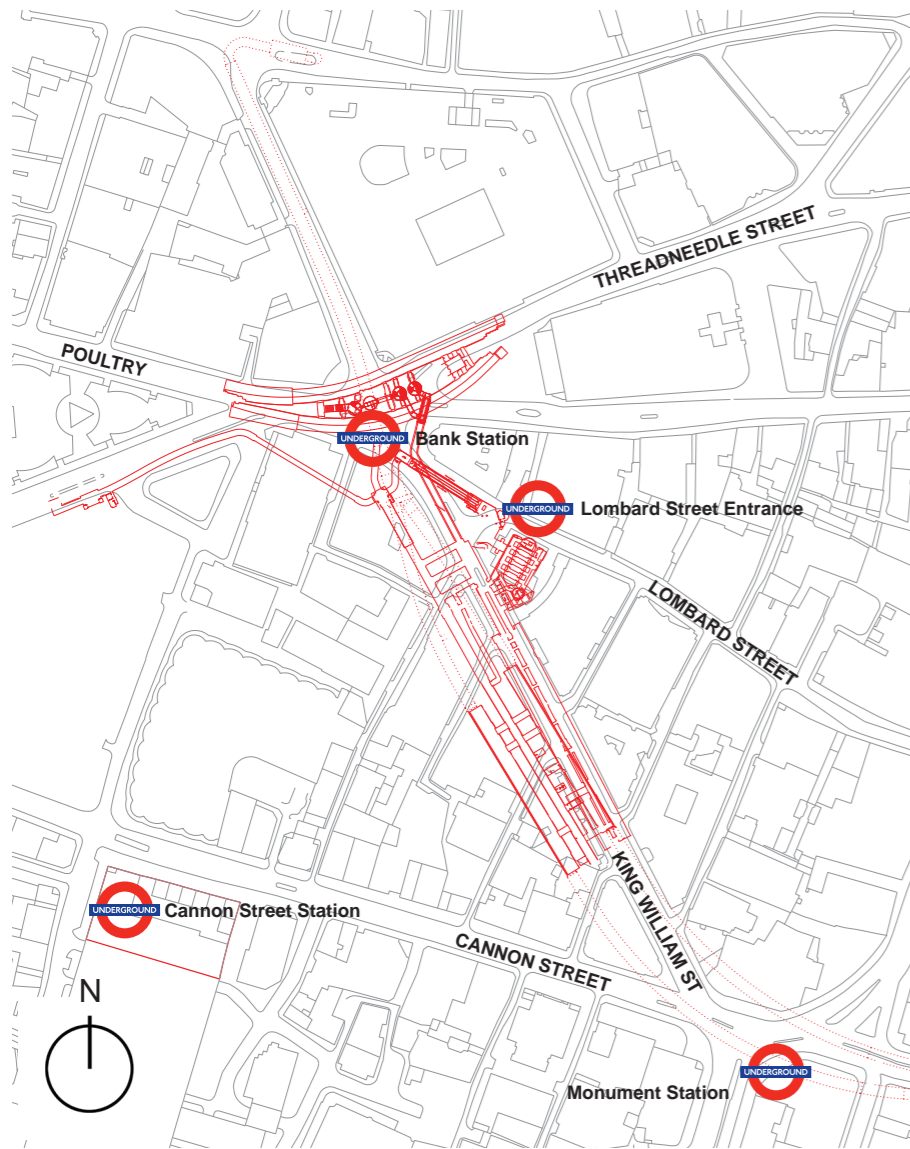 THREADNEEDLE STREET
POULTRY
UNDERGROUND
Bank Station
UNDERGROUND
Lombard Street Entrance
LOMBARD STREET
KING WILLIAM ST
UNDERGROUND
Cannon Street Station
CANNON STREET
N
UNDERGROUND
Monument Station